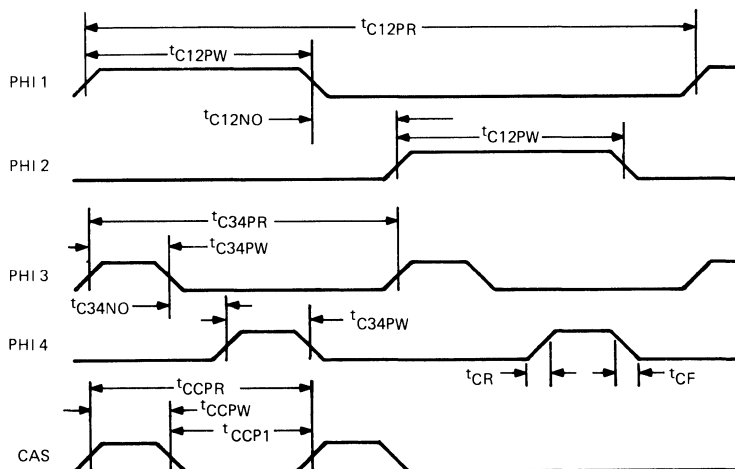 tC12PR
tC12PW
PHI 1
tC12NO
tC12PW
PHI 2
tC34PR
tC34PW
PHI 3
tC34NO
tC34PW
PHI 4
tCR
tCF
tCCPR
tCCPW
tCCP1
CAS